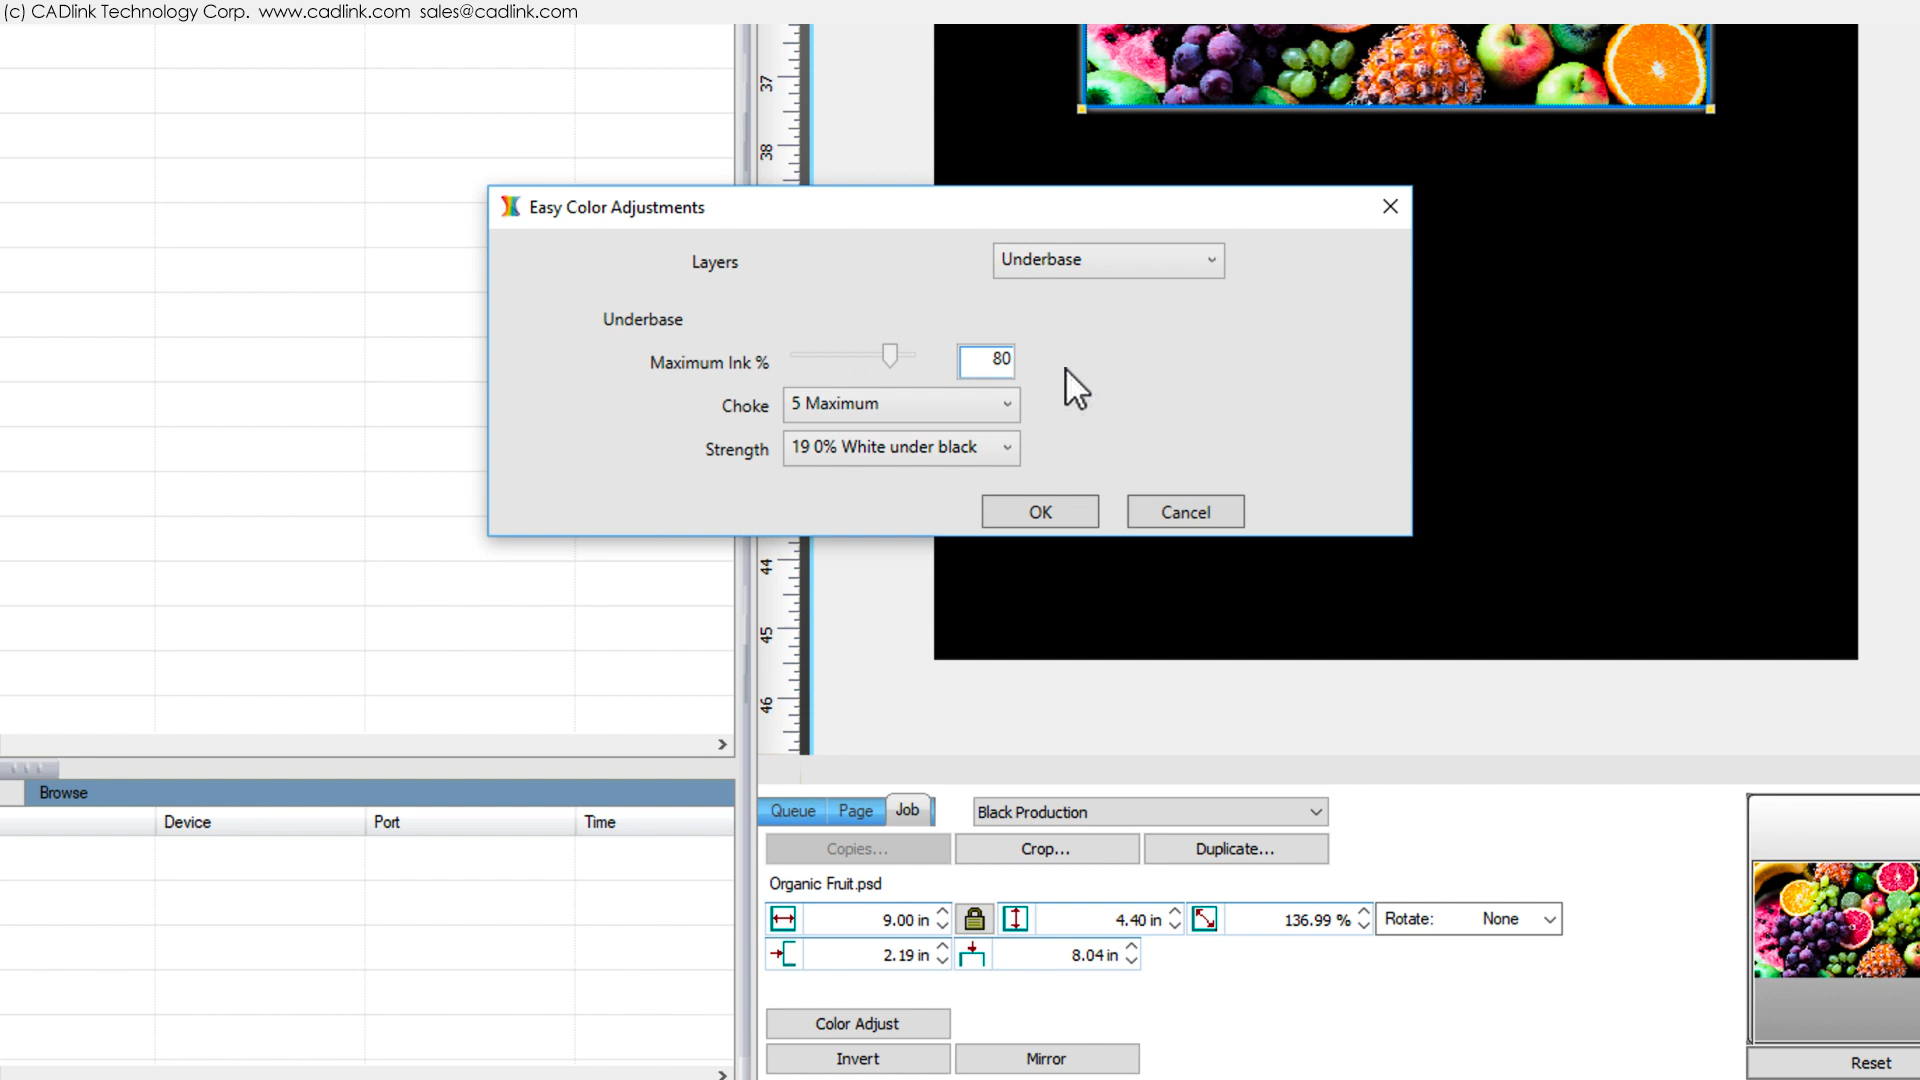 (c) CADlink Technology Corp. www.cadlink.com sales@cadlink.com
37
38
Easy Color Adjustments
Layers
Underbase
Underbase
Maximum Ink %
80
Choke
5 Maximum
Strength
19 0% White under black
OK
Cancel
44
45
46
Browse
Device
Port
Time
Queue
Page
Job
Black Production
Copies...
Crop...
Duplicate...
Organic Fruit.psd
9.00 in
4.40 in
136.99 %
Rotate:
None
2.19 in
8.04 in
Color Adjust
Invert
Mirror
Reset